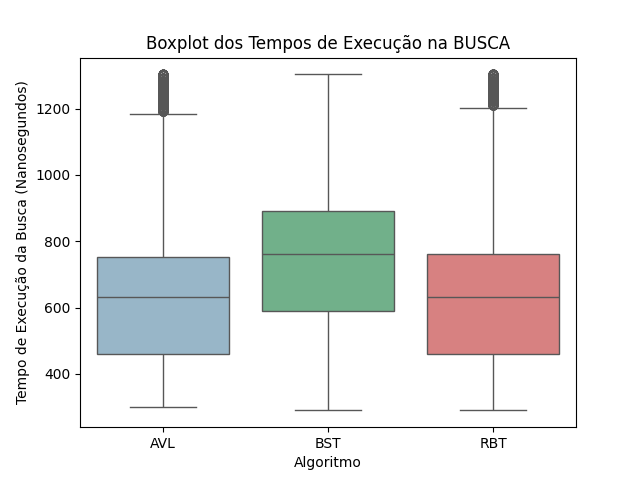 Boxplot dos Tempos de Execução na BUSCA
Tempo de Execução da Busca (Nanosegundos)
1200
1000
800
600
400
AVL
BST
RBT
Algoritmo